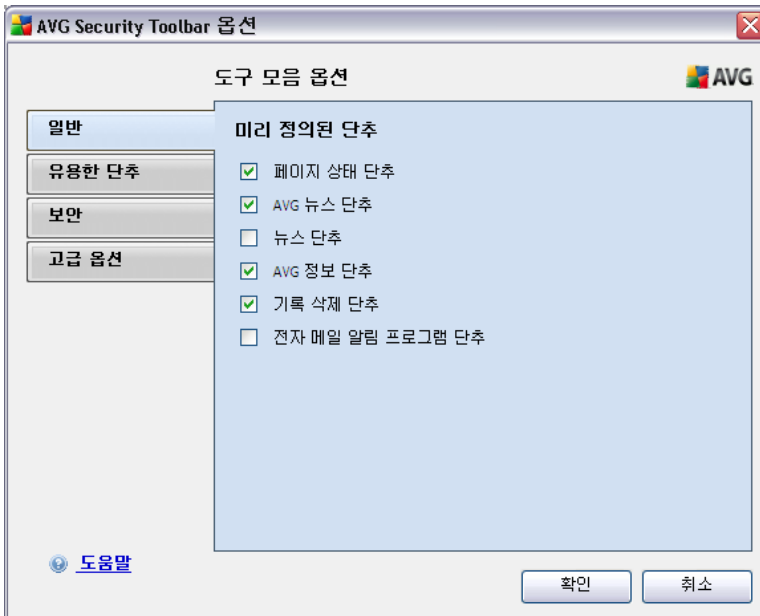 AVG Security Toolbar 옵션
도구 모음 옵션
AVG
일반
유용한 단추
보안
고급 옵션
미리 정의된 단추
페이지 상태 단추
AVG 뉴스 단추
뉴스 단추
AVG 정보 단추
기록 삭제 단추
전자 메일 알림 프로그램 단추
도움말
확인
취소